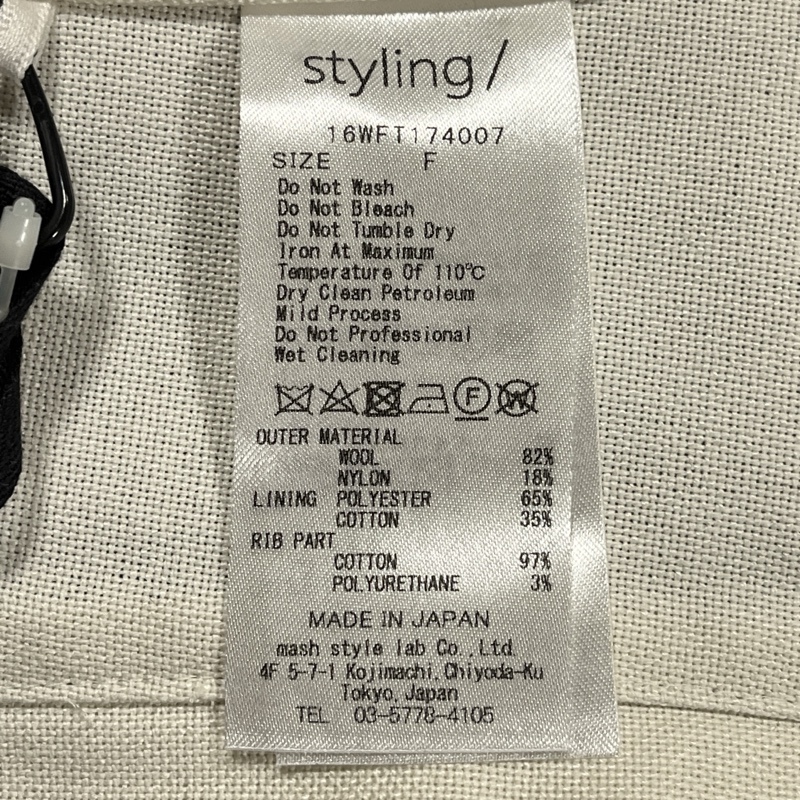 styling/
16WFT174007
SIZE F
Do Not Wash
Do Not Bleach
Do Not Tumble Dry
Iron At Maximum
Temperature Of 110℃
Dry Clean Petroleum
Mild Process
Do Not Professional
Wet Cleaning
F W
OUTER MATERIAL
WOOL 82%
NYLON 18%
LINING POLYESTER 65%
COTTON 35%
RIB PART
COTTON 97%
POLYURETHANE 3%
MADE IN JAPAN
mash style lab Co.,Ltd
4F 5-7-1 Kojimachi,Chiyoda-Ku
Tokyo,Japan
TEL 03-5778-4105